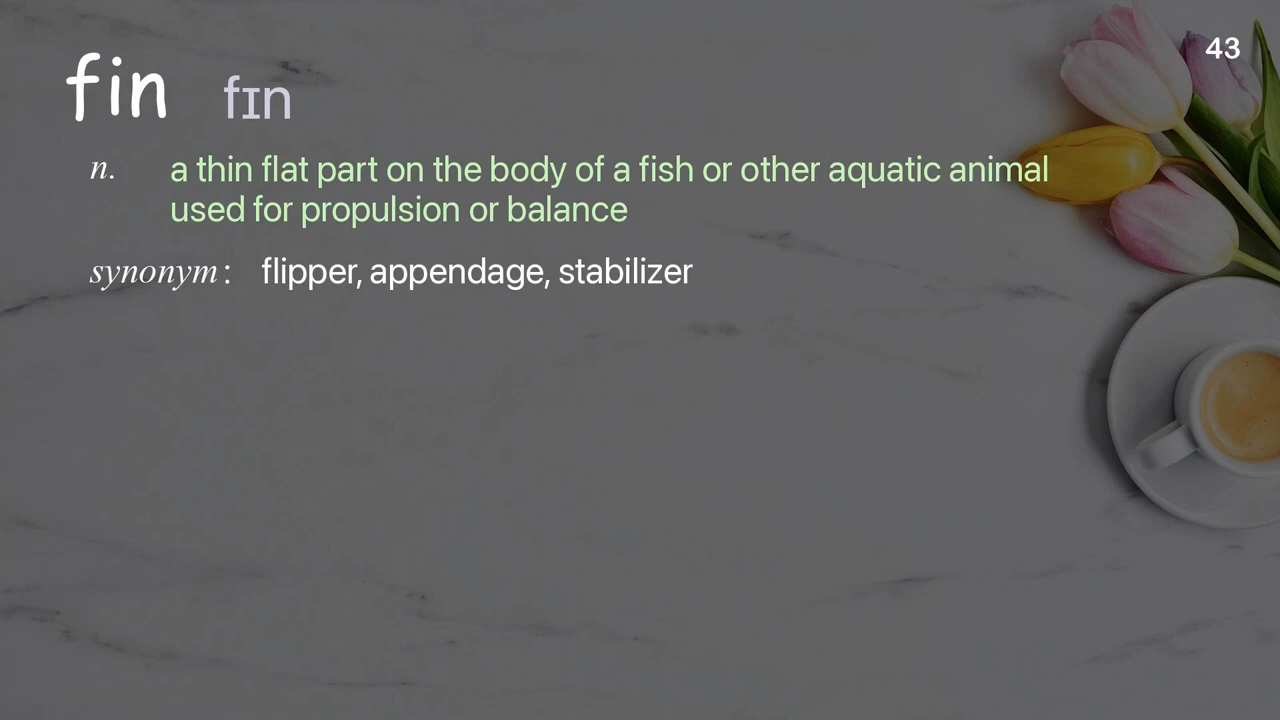 43
fin fɪn
n. a thin flat part on the body of a fish or other aquatic animal
used for propulsion or balance
synonym: flipper, appendage, stabilizer